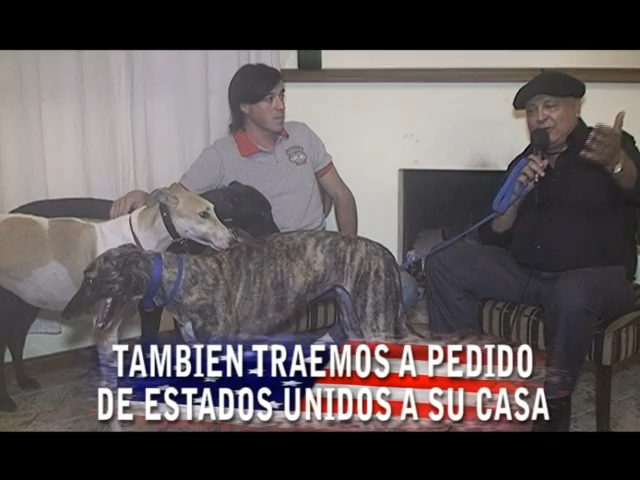 TAMBIEN TRAEMOS A PEDIDO
DE ESTADOS UNIDOS A SU CASA